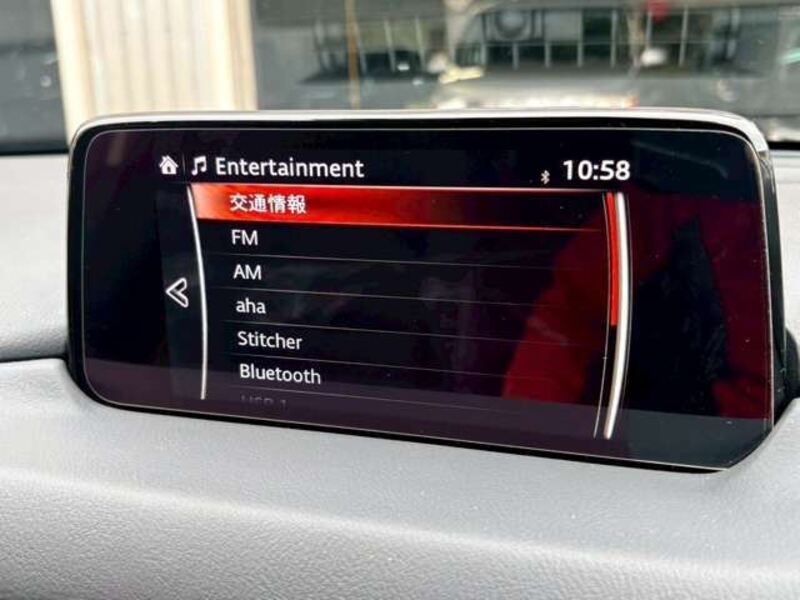 Entertainment 10:58
交通情報
FM
AM
aha
Stitcher
Bluetooth